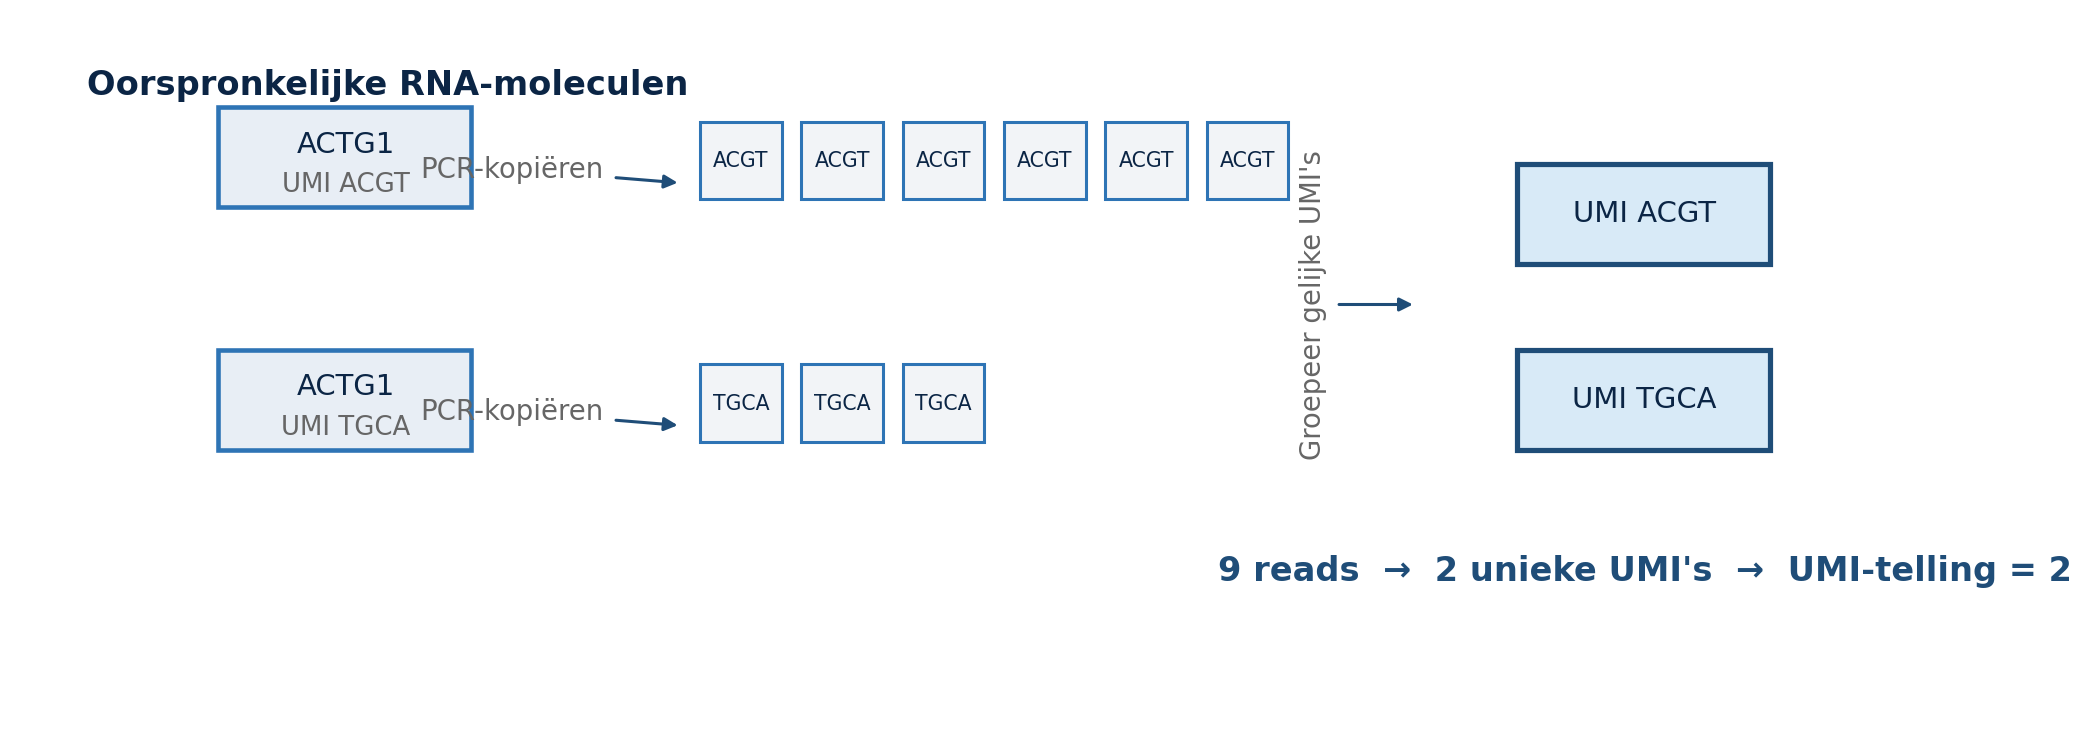 Oorspronkelijke RNA-moleculen
ACTG1
UMI ACGT
PCR-kopiëren
ACGT ACGT ACGT ACGT ACGT ACGT
ACTG1
UMI TGCA
PCR-kopiëren
TGCA TGCA TGCA
Groepeer gelijke UMI's
UMI ACGT
UMI TGCA
9 reads → 2 unieke UMI's → UMI-telling = 2